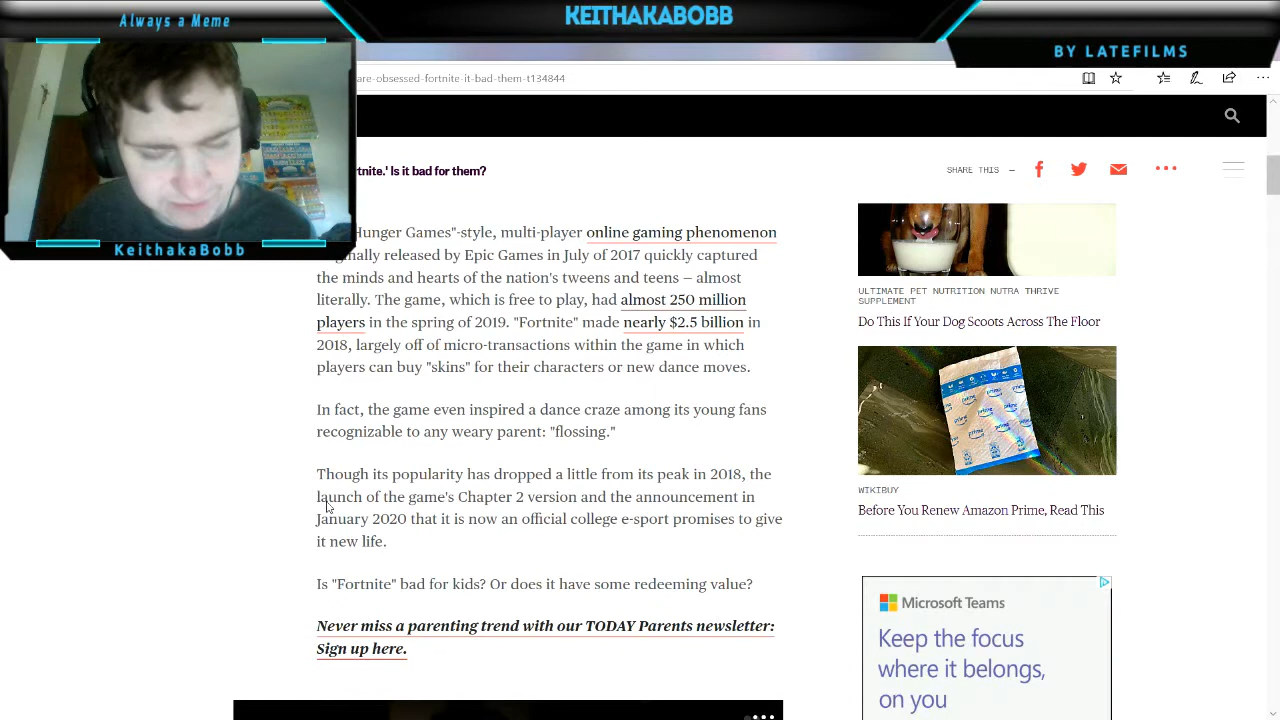 Always a Meme
KEITHAKABOBB
BY LATEFILMS
KeithakaBobb
are-obsessed-fortnite-it-bad-them-t134844
rtnite.' Is it bad for them?
SHARE THIS –
Hunger Games"-style, multi-player online gaming phenomenon
ginally released by Epic Games in July of 2017 quickly captured
the minds and hearts of the nation's tweens and teens — almost
literally. The game, which is free to play, had almost 250 million
players in the spring of 2019. "Fortnite" made nearly $2.5 billion in
2018, largely off of micro-transactions within the game in which
players can buy "skins" for their characters or new dance moves.
In fact, the game even inspired a dance craze among its young fans
recognizable to any weary parent: "flossing."
Though its popularity has dropped a little from its peak in 2018, the
launch of the game's Chapter 2 version and the announcement in
January 2020 that it is now an official college e-sport promises to give
it new life.
Is "Fortnite" bad for kids? Or does it have some redeeming value?
Never miss a parenting trend with our TODAY Parents newsletter:
Sign up here.
ULTIMATE PET NUTRITION NUTRA THRIVE
SUPPLEMENT
Do This If Your Dog Scoots Across The Floor
WIKIBUY
Before You Renew Amazon Prime, Read This
Microsoft Teams
Keep the focus
where it belongs,
on you